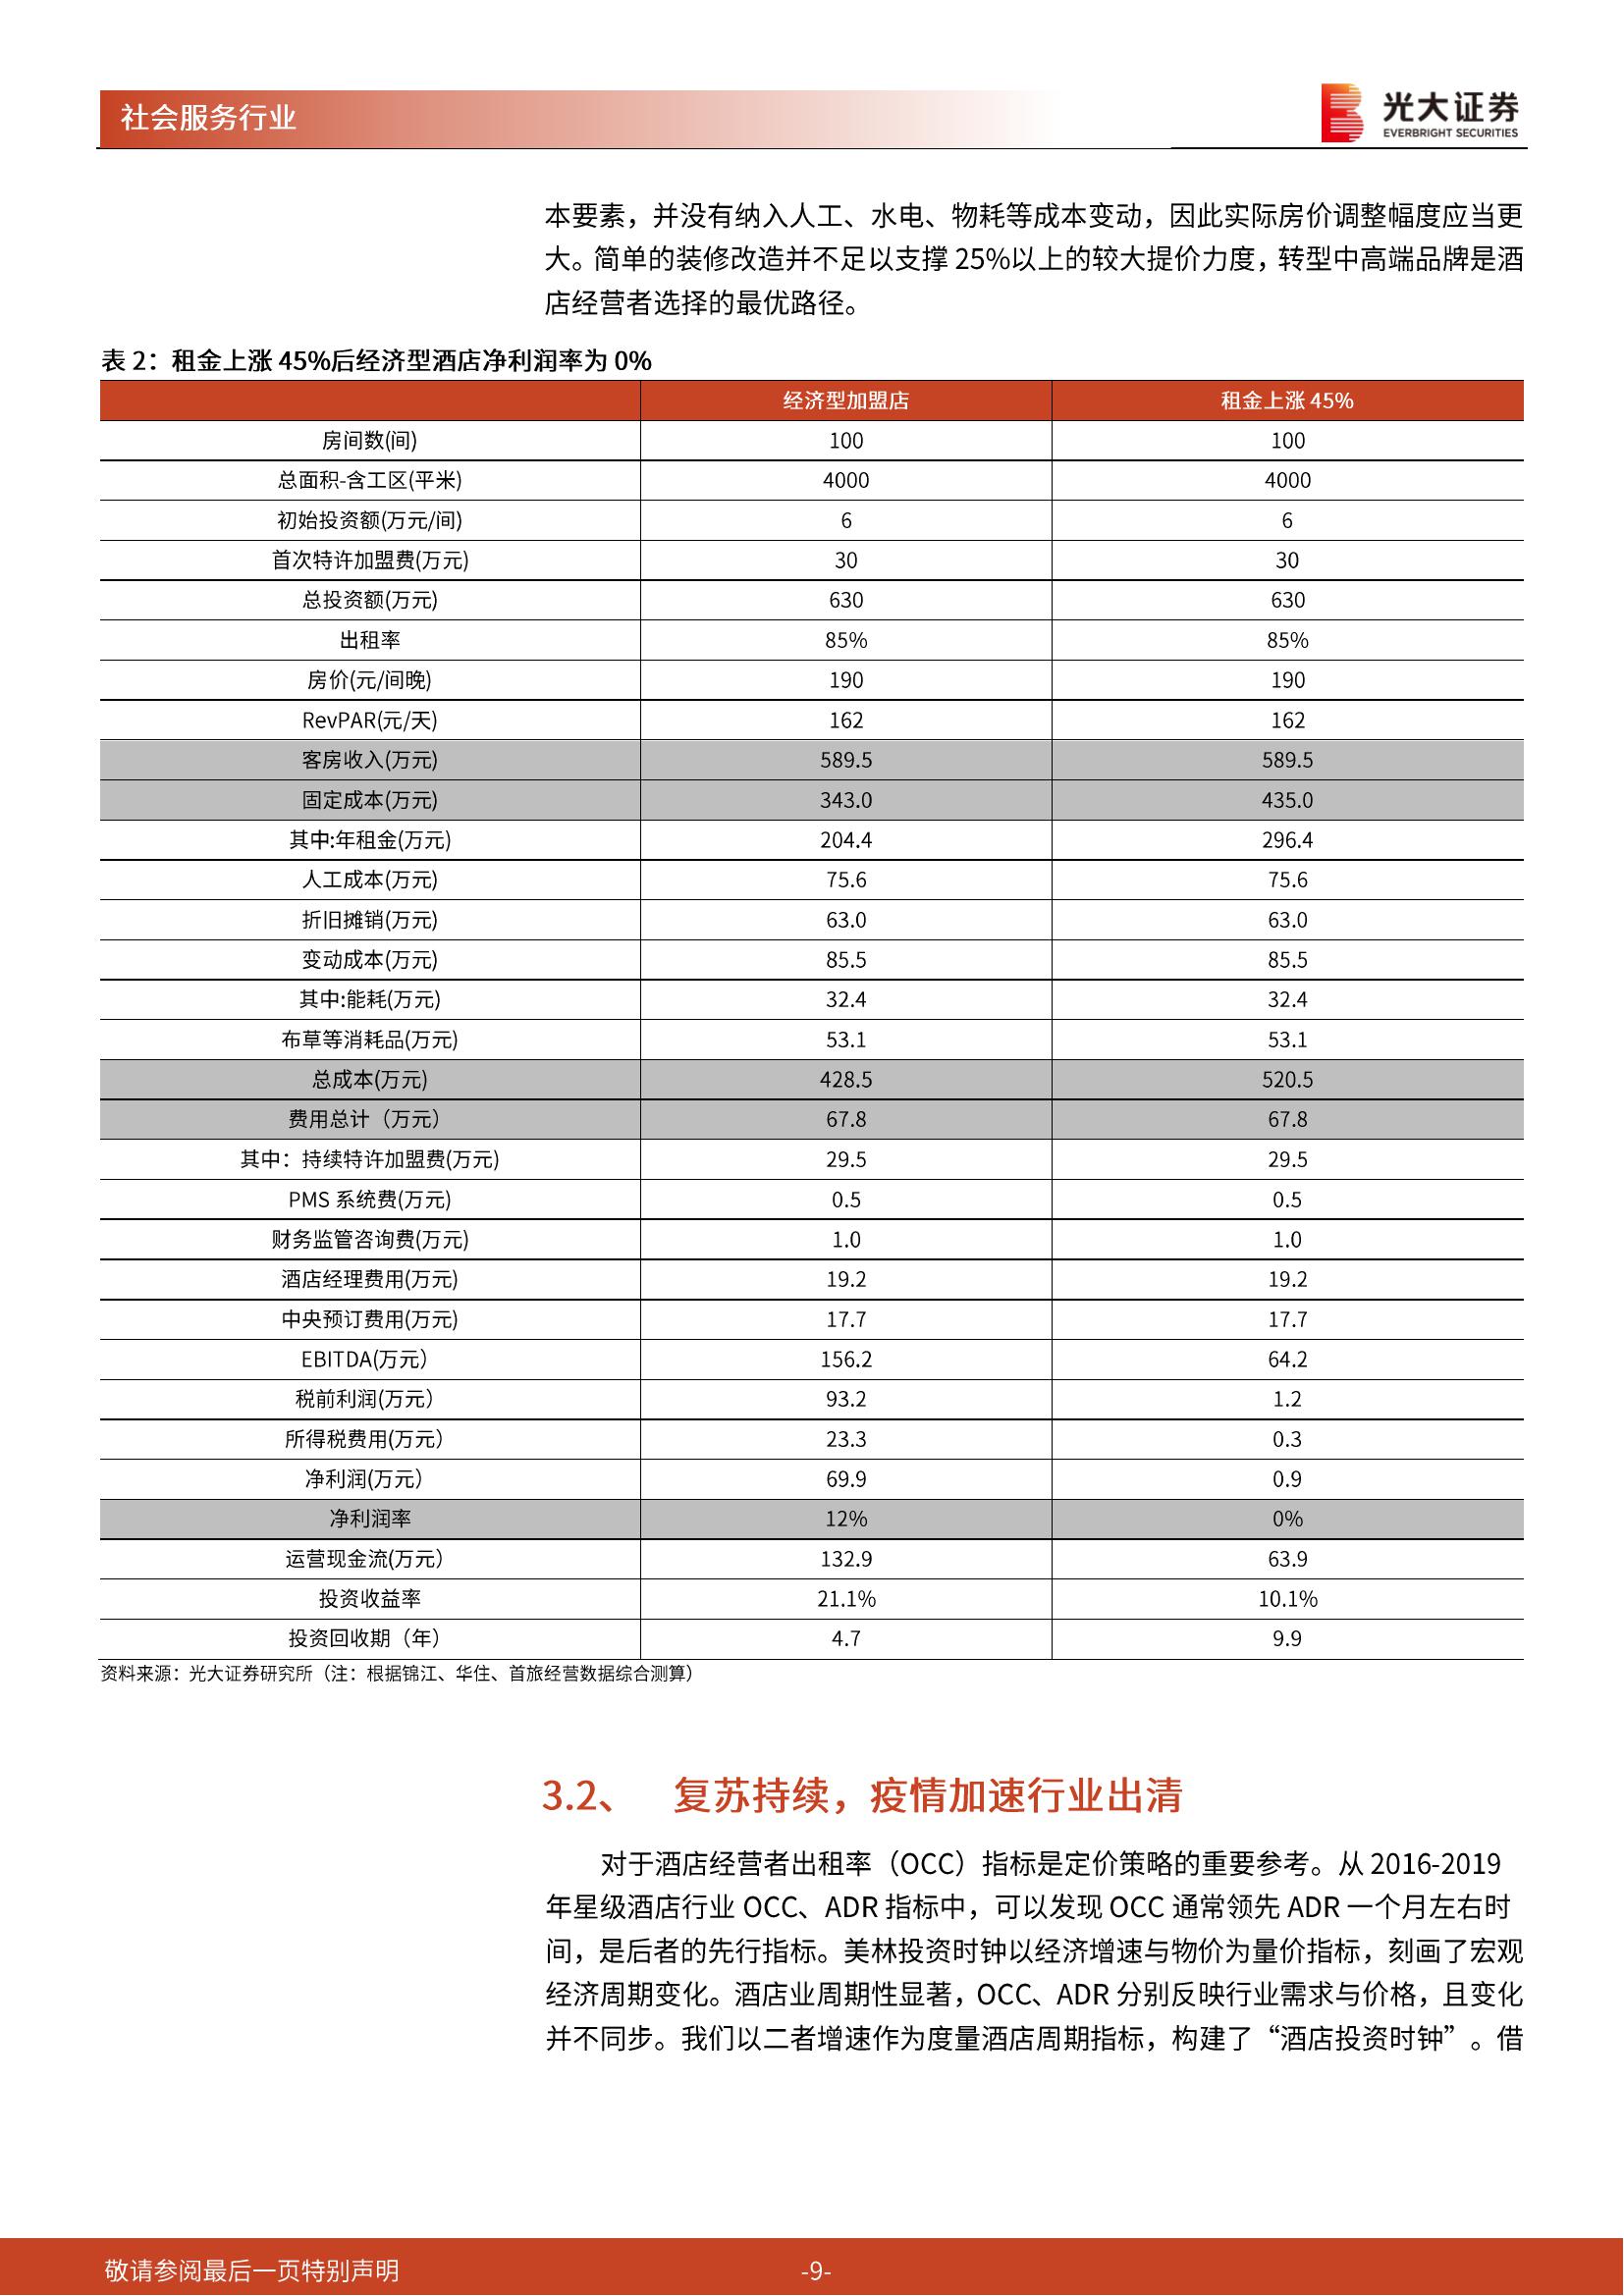 社会服务行业
光大证券
EVERBRIGHT SECURITIES
本要素，并没有纳入人工、水电、物耗等成本变动，因此实际房价调整幅度应当更
大。简单的装修改造并不足以支撑 25%以上的较大提价力度，转型中高端品牌是酒
店经营者选择的最优路径。
表 2：租金上涨 45%后经济型酒店净利润率为 0%
经济型加盟店 租金上涨 45%
房间数(间) 100 100
总面积-含工区(平米) 4000 4000
初始投资额(万元/间) 6 6
首次特许加盟费(万元) 30 30
总投资额(万元) 630 630
出租率 85% 85%
房价(元/间晚) 190 190
RevPAR(元/天) 162 162
客房收入(万元) 589.5 589.5
固定成本(万元) 343.0 435.0
其中:年租金(万元) 204.4 296.4
人工成本(万元) 75.6 75.6
折旧摊销(万元) 63.0 63.0
变动成本(万元) 85.5 85.5
其中:能耗(万元) 32.4 32.4
布草等消耗品(万元) 53.1 53.1
总成本(万元) 428.5 520.5
费用总计（万元） 67.8 67.8
其中：持续特许加盟费(万元) 29.5 29.5
PMS 系统费(万元) 0.5 0.5
财务监管咨询费(万元) 1.0 1.0
酒店经理费用(万元) 19.2 19.2
中央预订费用(万元) 17.7 17.7
EBITDA(万元） 156.2 64.2
税前利润(万元） 93.2 1.2
所得税费用(万元） 23.3 0.3
净利润(万元） 69.9 0.9
净利润率 12% 0%
运营现金流(万元） 132.9 63.9
投资收益率 21.1% 10.1%
投资回收期（年） 4.7 9.9
资料来源：光大证券研究所（注：根据锦江、华住、首旅经营数据综合测算）
3.2、 复苏持续，疫情加速行业出清
对于酒店经营者出租率（OCC）指标是定价策略的重要参考。从 2016-2019
年星级酒店行业 OCC、ADR 指标中，可以发现 OCC 通常领先 ADR 一个月左右时
间，是后者的先行指标。美林投资时钟以经济增速与物价为量价指标，刻画了宏观
经济周期变化。酒店业周期性显著，OCC、ADR 分别反映行业需求与价格，且变化
并不同步。我们以二者增速作为度量酒店周期指标，构建了“酒店投资时钟”。借
敬请参阅最后一页特别声明 -9-